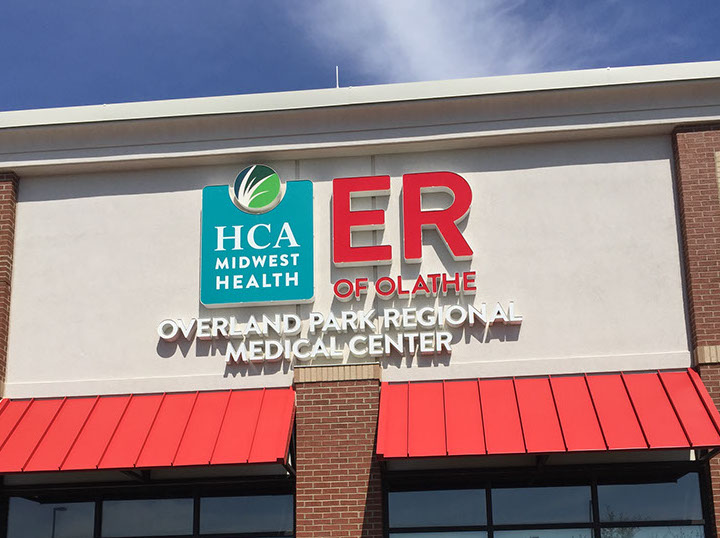 HCA
MIDWEST
HEALTH
ER
OF OLATHE
OVERLAND PARK REGIONAL
MEDICAL CENTER